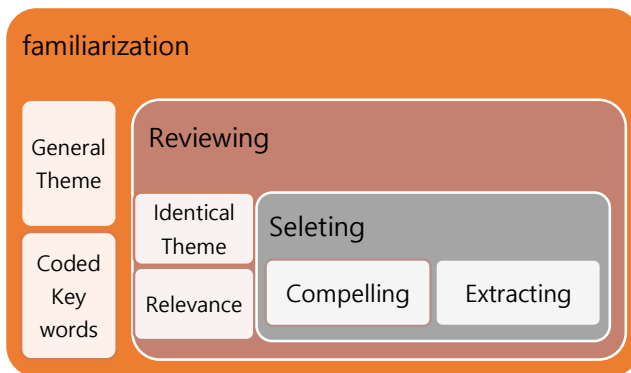 familiarization
General
Theme
Coded
Key
words
Reviewing
Identical
Theme
Relevance
Seleting
Compelling
Extracting